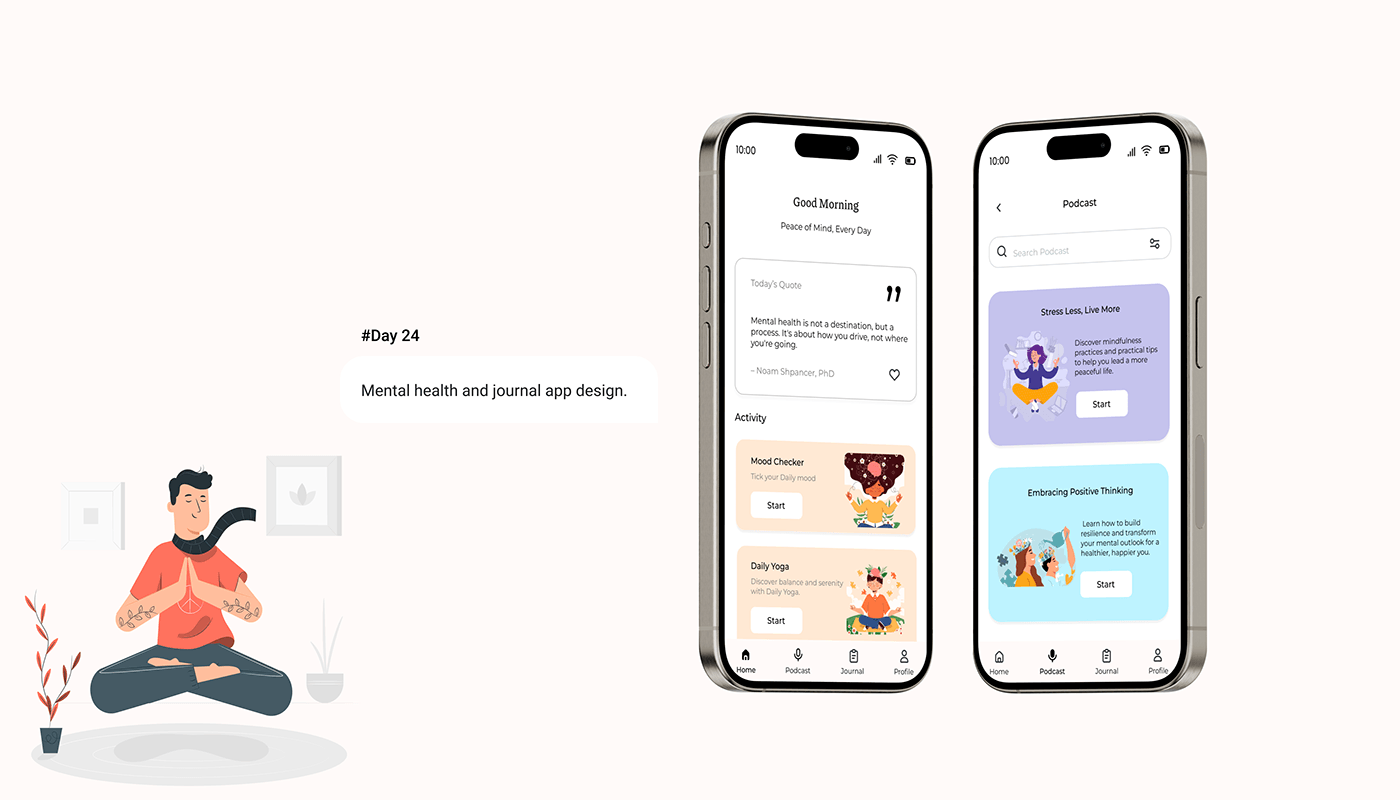 #Day 24
Mental health and journal app design.
10:00
Good Morning
Peace of Mind, Every Day
Today's Quote
Mental health is not a destination, but a
process. It's about how you drive, not where
you're going.
– Noam Shpancer, PhD
Activity
Mood Checker
Tick your Daily mood
Start
Daily Yoga
Discover balance and serenity
with Daily Yoga.
Start
Home
Podcast
Journal
Profile
10:00
Podcast
Search Podcast
Stress Less, Live More
Discover mindfulness
practices and practical tips
to help you lead a more
peaceful life.
Start
Embracing Positive Thinking
Learn how to build
resilience and transform
your mental outlook for a
healthier, happier you.
Start
Home
Podcast
Journal
Profile